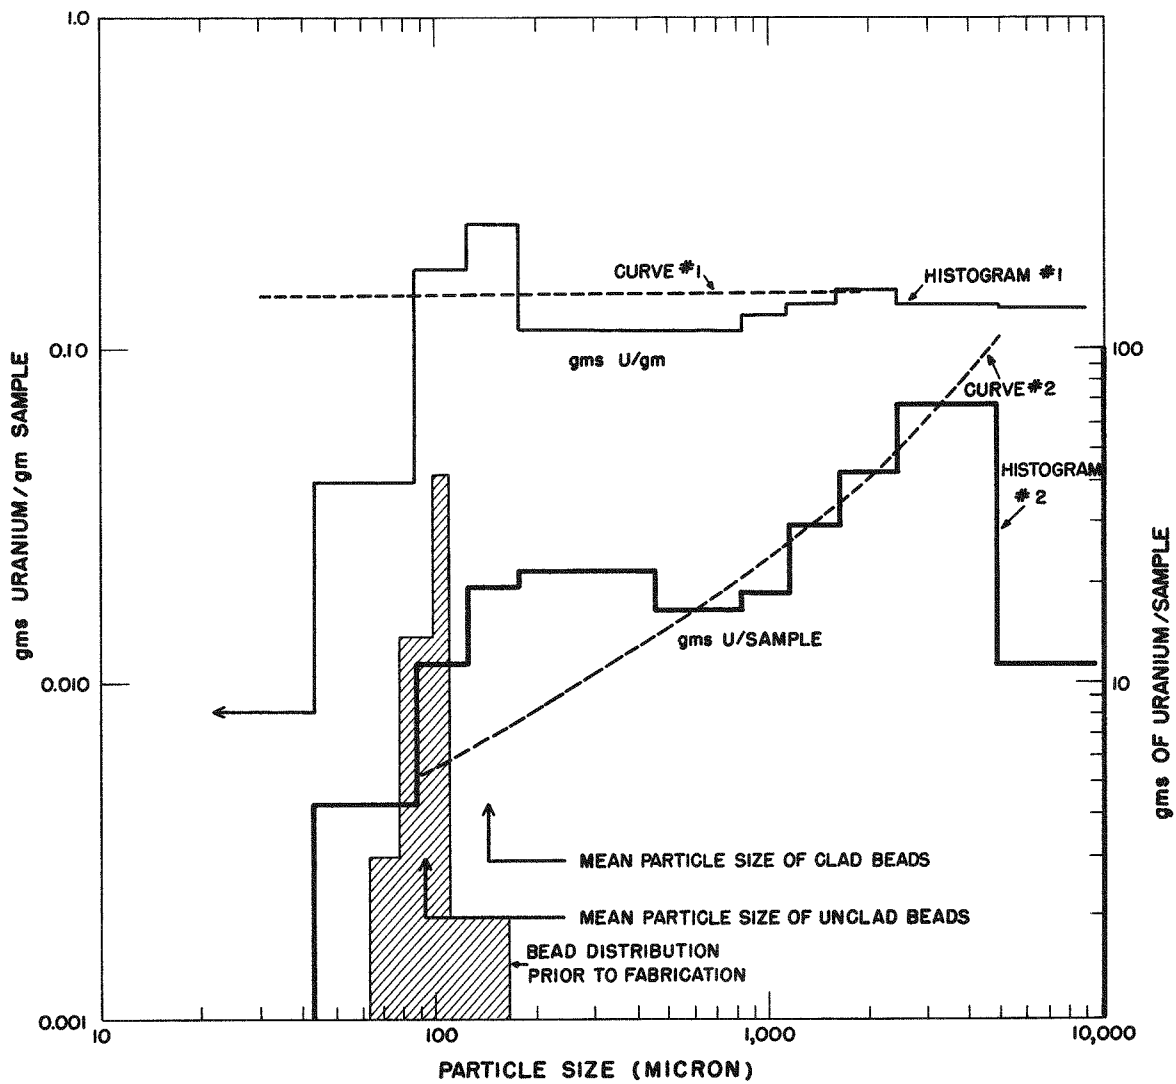 1.0
CURVE #1
HISTOGRAM #1
gms U/gm
0.10
100
CURVE #2
HISTOGRAM
#2
gms URANIUM/gm SAMPLE
gms U/SAMPLE
gms OF URANIUM/SAMPLE
0.010
10
MEAN PARTICLE SIZE OF CLAD BEADS
MEAN PARTICLE SIZE OF UNCLAD BEADS
BEAD DISTRIBUTION
PRIOR TO FABRICATION
0.001
10
100
1,000
10,000
PARTICLE SIZE (MICRON)